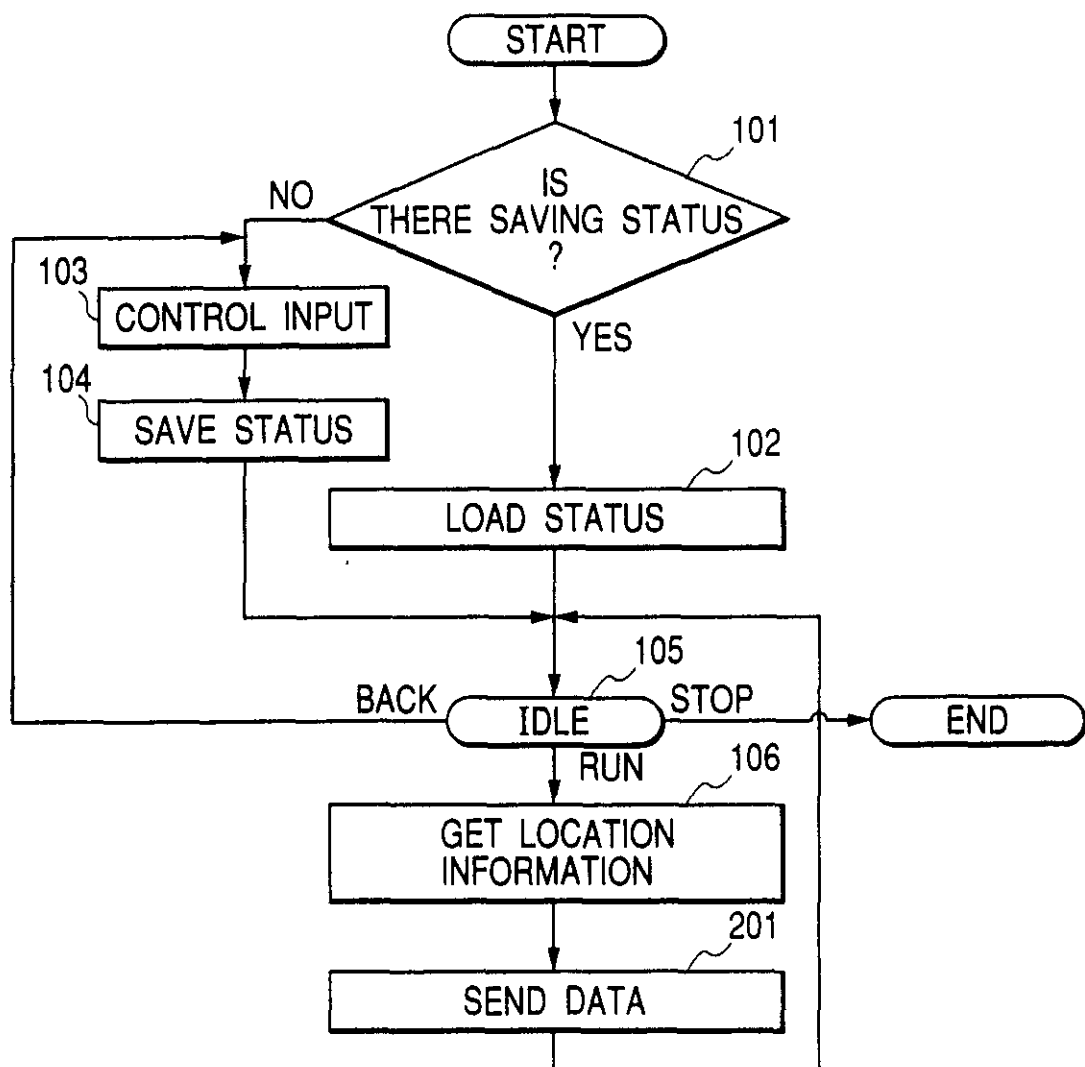 START
101
IS
THERE SAVING STATUS
?
NO
YES
103
CONTROL INPUT
104
SAVE STATUS
102
LOAD STATUS
105
BACK
IDLE
STOP
END
RUN
106
GET LOCATION
INFORMATION
201
SEND DATA